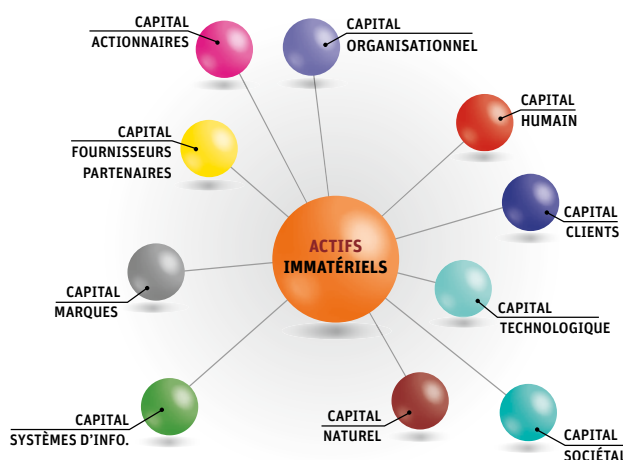 CAPITAL
ACTIONNAIRES
CAPITAL
ORGANISATIONNEL
CAPITAL
HUMAIN
CAPITAL
FOURNISSEURS
PARTENAIRES
CAPITAL
CLIENTS
ACTIFS
IMMATÉRIELS
CAPITAL
MARQUES
CAPITAL
TECHNOLOGIQUE
CAPITAL
SYSTÈMES D'INFO.
CAPITAL
NATUREL
CAPITAL
SOCIÉTAL